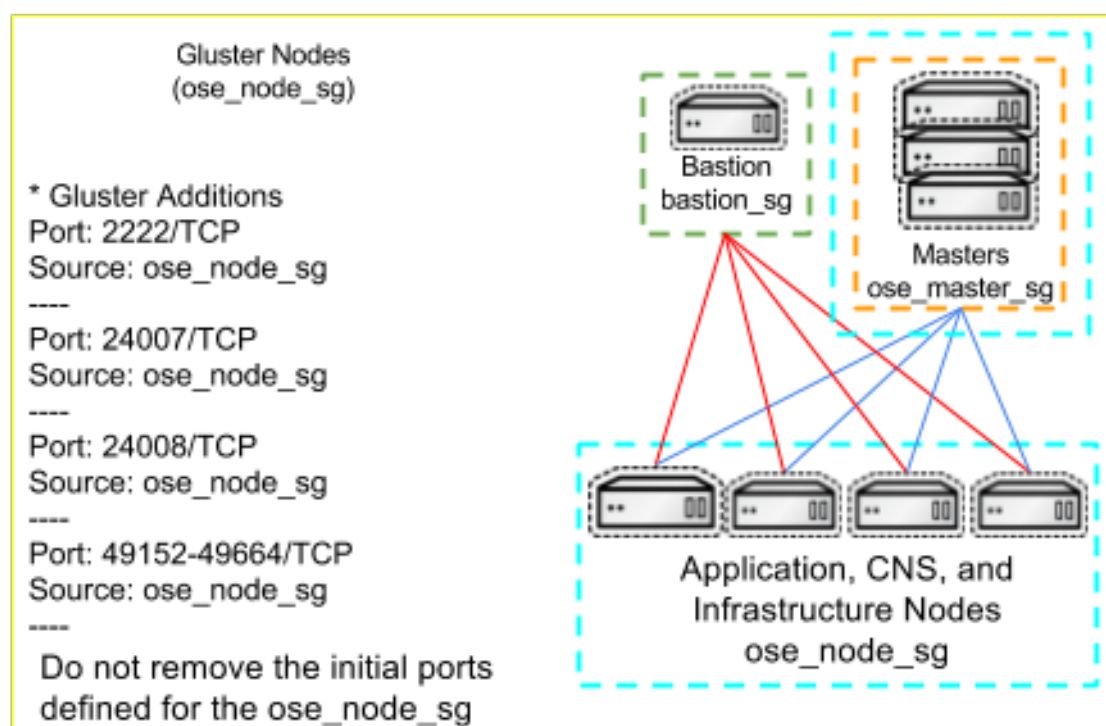 Gluster Nodes
(ose_node_sg)
* Gluster Additions
Port: 2222/TCP
Source: ose_node_sg
----
Port: 24007/TCP
Source: ose_node_sg
----
Port: 24008/TCP
Source: ose_node_sg
----
Port: 49152-49664/TCP
Source: ose_node_sg
----
Do not remove the initial ports
defined for the ose_node_sg
Bastion
bastion_sg
Masters
ose_master_sg
Application, CNS, and
Infrastructure Nodes
ose_node_sg